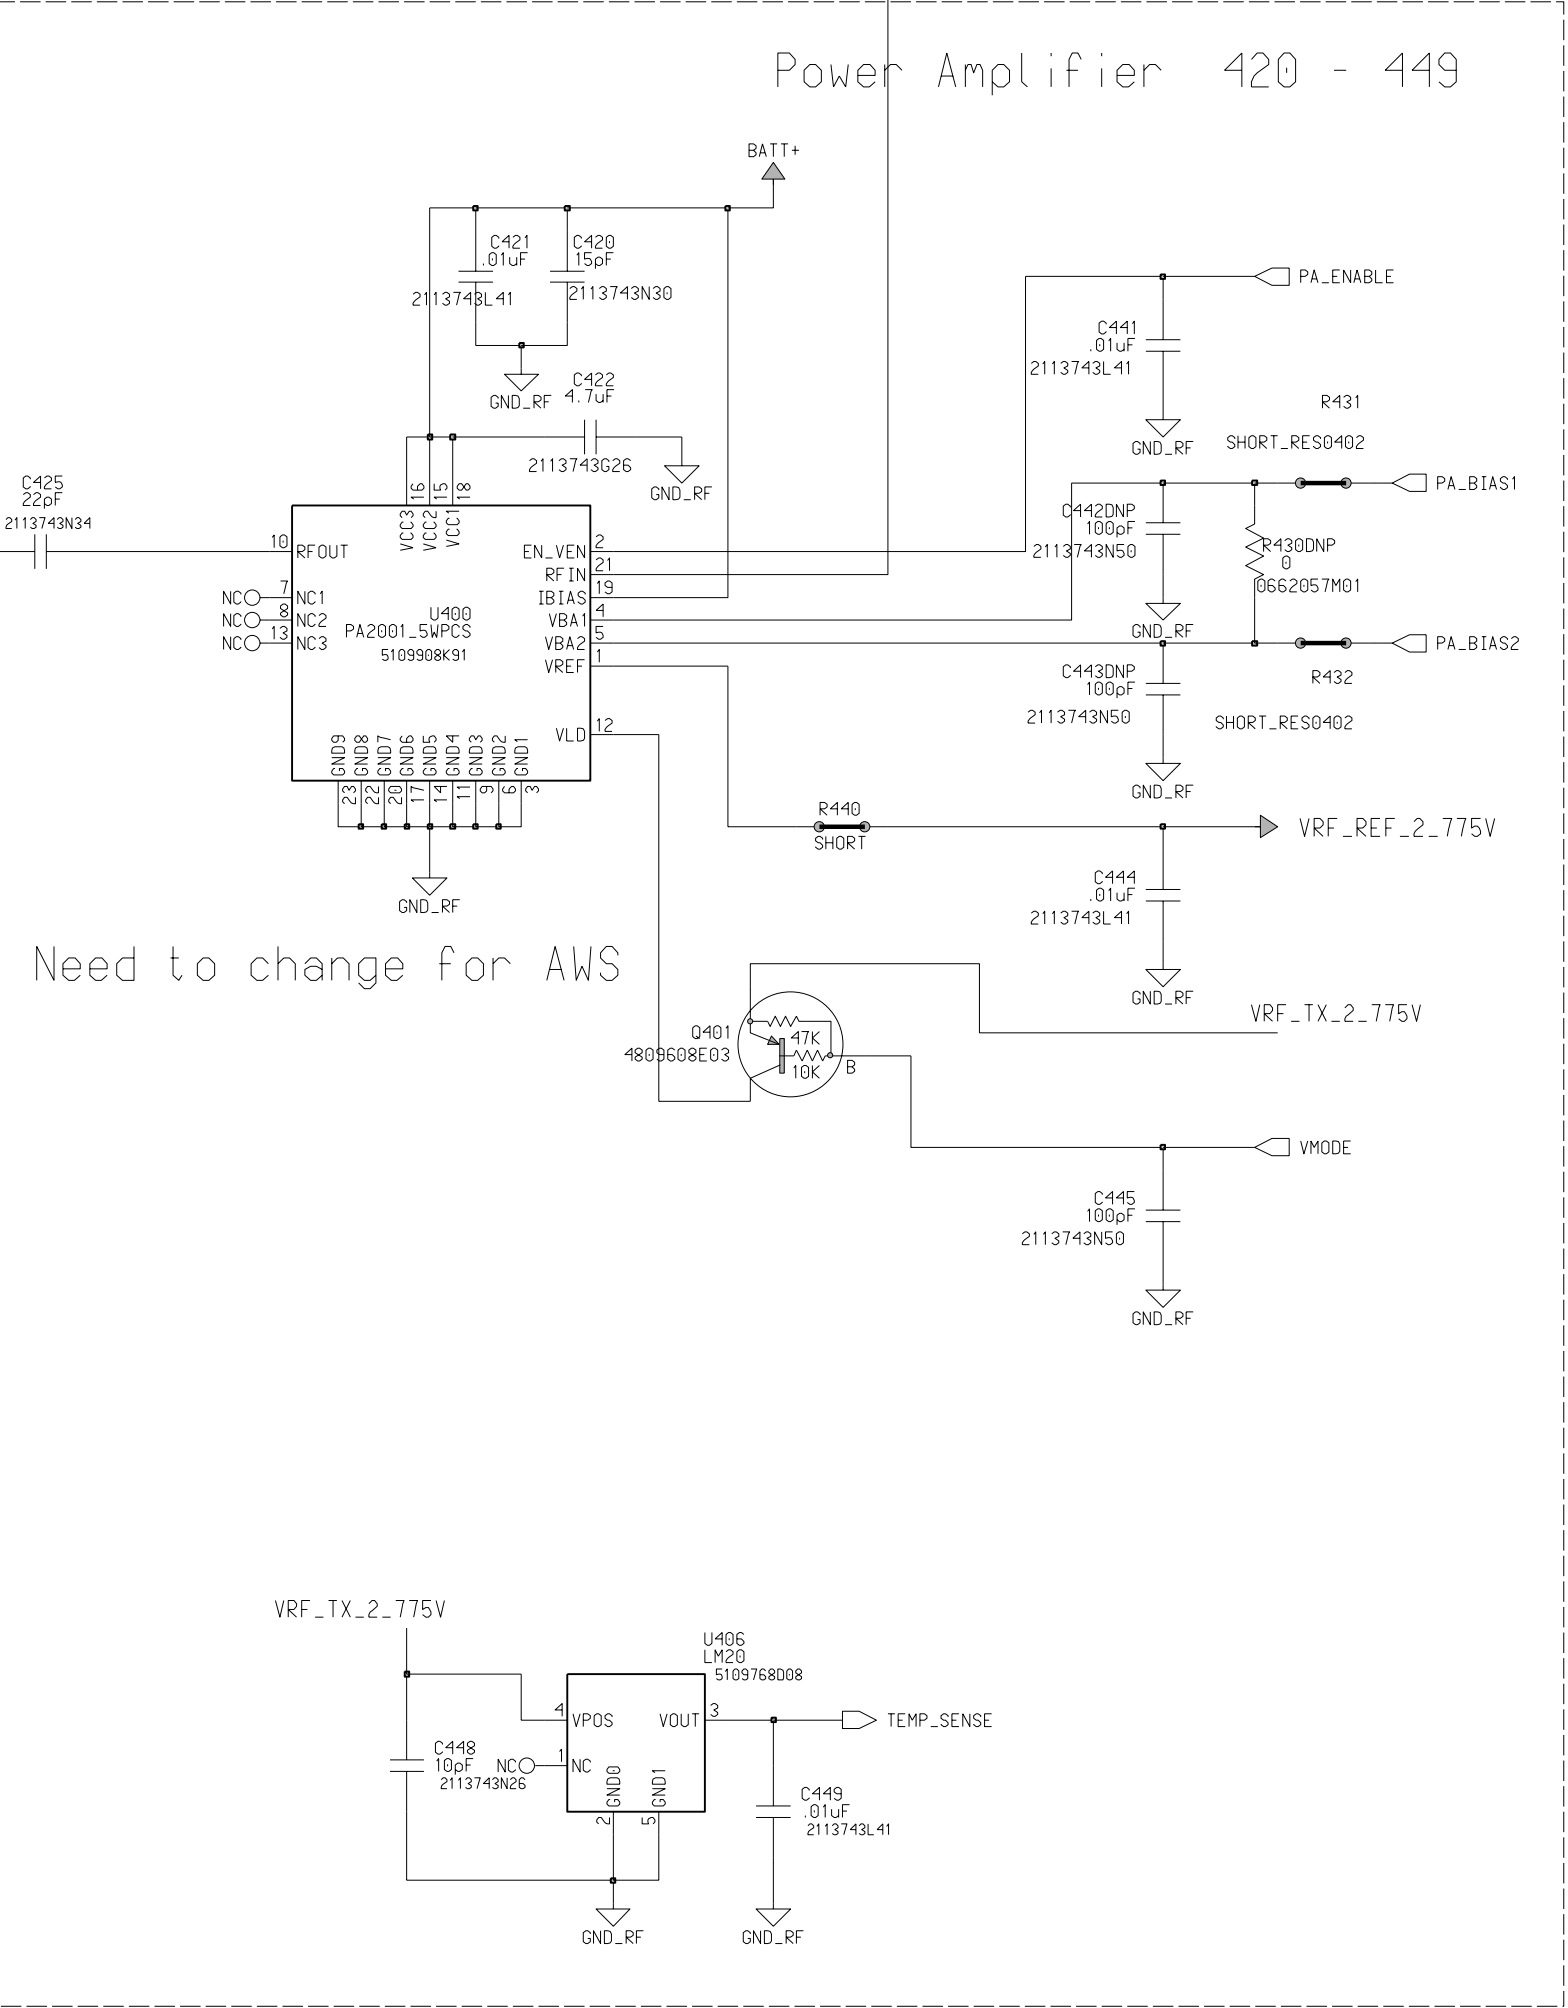 Power Amplifier 420 - 449
BATT+
C421
.01uF
2113743L41
C420
15pF
2113743N30
GND_RF
PA_ENABLE
C441
.01uF
2113743L41
GND_RF
C422
4.7uF
2113743G26
GND_RF
R431
SHORT_RES0402
PA_BIAS1
C425
22pF
2113743N34
16
15
18
VCC3
VCC2
VCC1
10
RFOUT
7
NC
NC1
8
NC
NC2
13
NC
NC3
U400
PA2001_5WPCS
5109908K91
EN_VEN
2
RFIN
21
IBIAS
19
VBA1
4
VBA2
5
VREF
1
VLD
12
C442DNP
100pF
2113743N50
GND_RF
R430DNP
0
0662057M01
PA_BIAS2
R432
SHORT_RES0402
C443DNP
100pF
2113743N50
GND_RF
GND9
GND8
GND7
GND6
GND5
GND4
GND3
GND2
GND1
23
22
20
17
14
11
9
6
3
GND_RF
R440
SHORT
VRF_REF_2_775V
C444
.01uF
2113743L41
GND_RF
Need to change for AWS
VRF_TX_2_775V
Q401
4809608E03
47K
10K
B
VMODE
C445
100pF
2113743N50
GND_RF
VRF_TX_2_775V
U406
LM20
5109768D08
4
VPOS
VOUT
3
TEMP_SENSE
C448
10pF
2113743N26
NC
1
NC
GND0
GND1
2
5
C449
.01uF
2113743L41
GND_RF
GND_RF